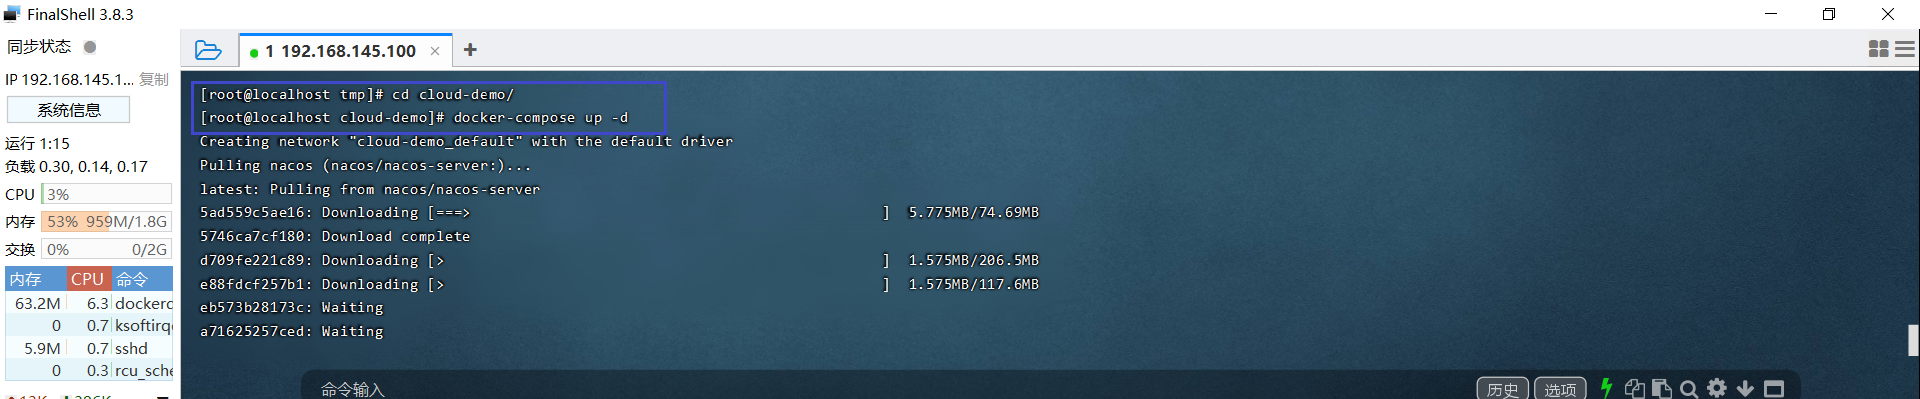 FinalShell 3.8.3
同步状态
IP 192.168.145.1... 复制
系统信息
运行 1:15
负载 0.30, 0.14, 0.17
CPU 3%
内存 53% 959M/1.8G
交换 0% 0/2G
内存 CPU 命令
63.2M 6.3 dockerd
0 0.7 ksoftirq
5.9M 0.7 sshd
0 0.3 rcu_sche
1 192.168.145.100
[root@localhost tmp]# cd cloud-demo/
[root@localhost cloud-demo]# docker-compose up -d
Creating network "cloud-demo_default" with the default driver
Pulling nacos (nacos/nacos-server:)...
latest: Pulling from nacos/nacos-server
5ad559c5ae16: Downloading [===> ] 5.775MB/74.69MB
5746ca7cf180: Download complete
d709fe221c89: Downloading [> ] 1.575MB/206.5MB
e88fdcf257b1: Downloading [> ] 1.575MB/117.6MB
eb573b28173c: Waiting
a71625257ced: Waiting
命令输入
历史 选项